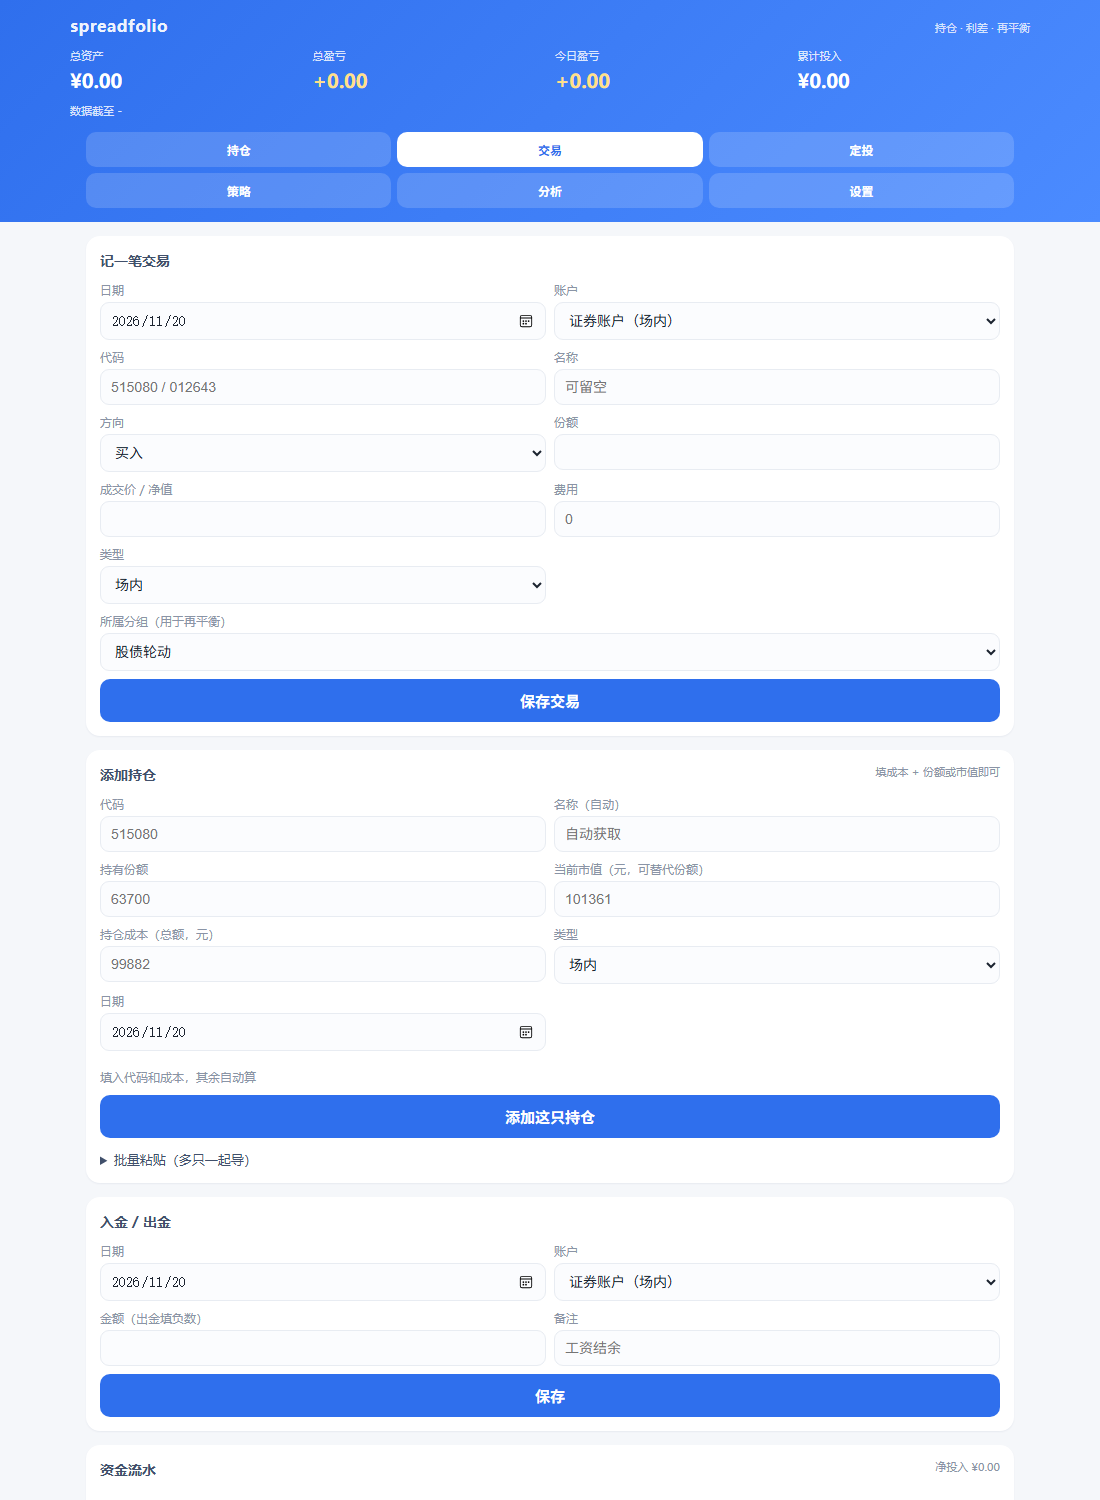 spreadfolio
持仓 · 利差 · 再平衡
总资产 总盈亏 今日盈亏 累计投入
¥0.00 +0.00 +0.00 ¥0.00
数据截至 -
持仓 交易 定投
策略 分析 设置
记一笔交易
日期 账户
2026/11/20 证券账户（场内）
代码 名称
515080 / 012643 可留空
方向 份额
买入
成交价 / 净值 费用
0
类型
场内
所属分组（用于再平衡）
股债轮动
保存交易
添加持仓 填成本 + 份额或市值即可
代码 名称（自动）
515080 自动获取
持有份额 当前市值（元，可替代份额）
63700 101361
持仓成本（总额，元） 类型
99882 场内
日期
2026/11/20
填入代码和成本，其余自动算
添加这只持仓
▶ 批量粘贴（多只一起导）
入金 / 出金
日期 账户
2026/11/20 证券账户（场内）
金额（出金填负数） 备注
工资结余
保存
资金流水 净投入 ¥0.00